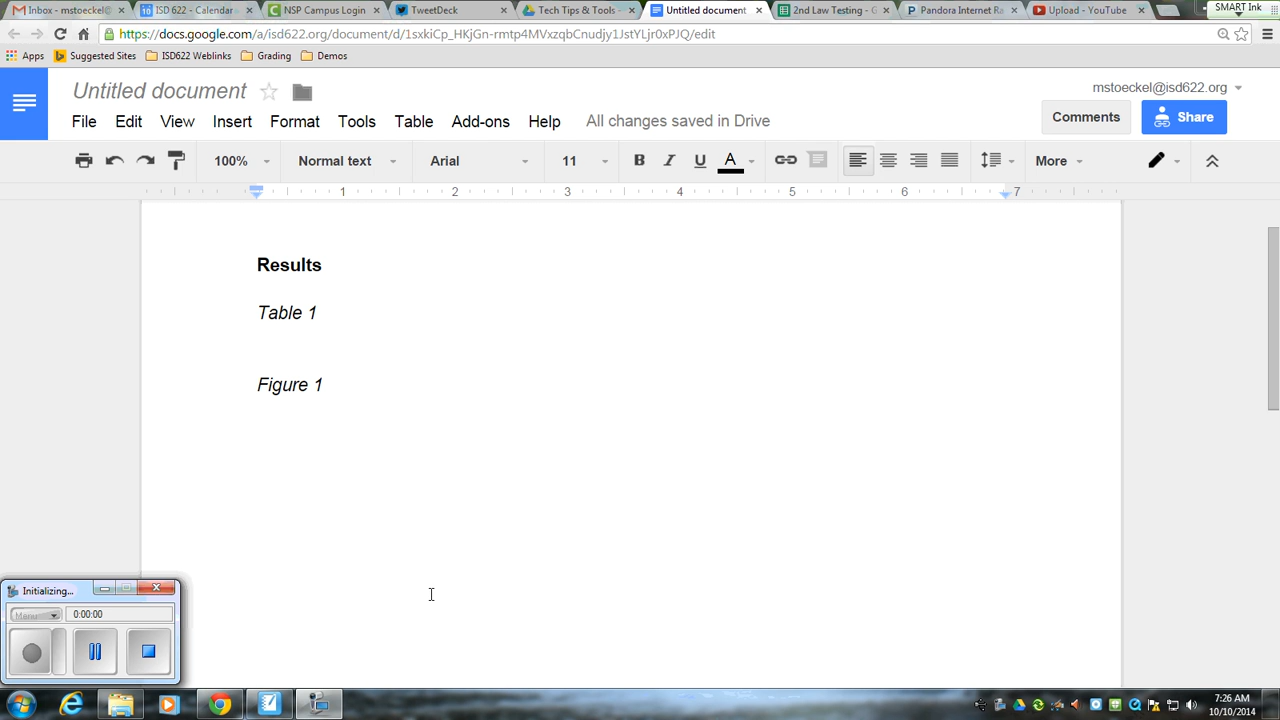 Inbox - mstoeckel@isd622.o
ISD 622 - Calendar
NSP Campus Login
TweetDeck
Tech Tips & Tools -
Untitled document
2nd Law Testing - G
Pandora Internet Ra
Upload - YouTube
SMART Ink
https://docs.google.com/a/isd622.org/document/d/1sxkiCp_HKjGn-rmtp4MVxzqbCnudjy1JstYLjr0xPJQ/edit
Apps Suggested Sites ISD622 Weblinks Grading Demos
Untitled document
mstoeckel@isd622.org
File Edit View Insert Format Tools Table Add-ons Help All changes saved in Drive
Comments Share
100% Normal text Arial 11 B I U A More
1 2 3 4 5 6 7
Results
Table 1
Figure 1
Initializing...
Menu 0:00:00
7:26 AM
10/10/2014